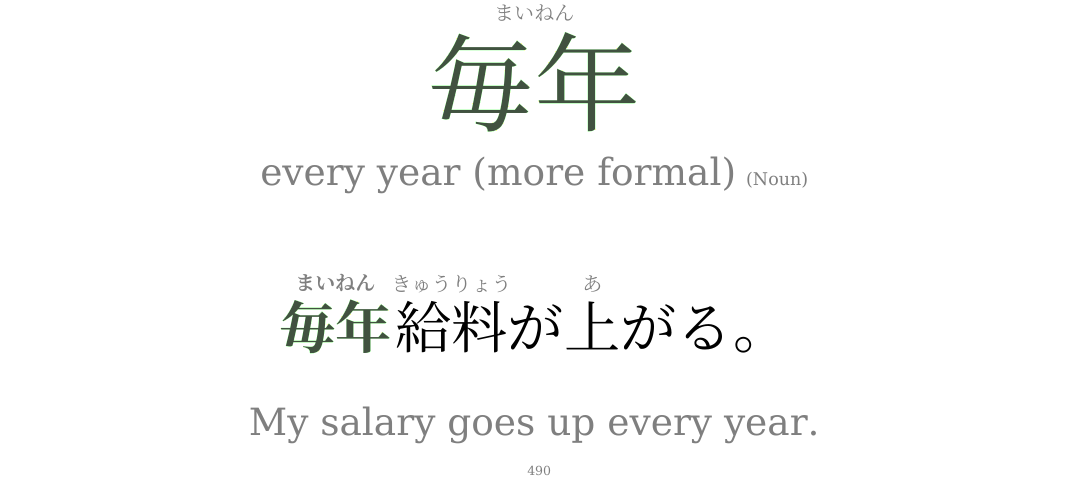 まいねん
毎年
every year (more formal) (Noun)
まいねん きゅうりょう あ
毎年給料が上がる。
My salary goes up every year.
490